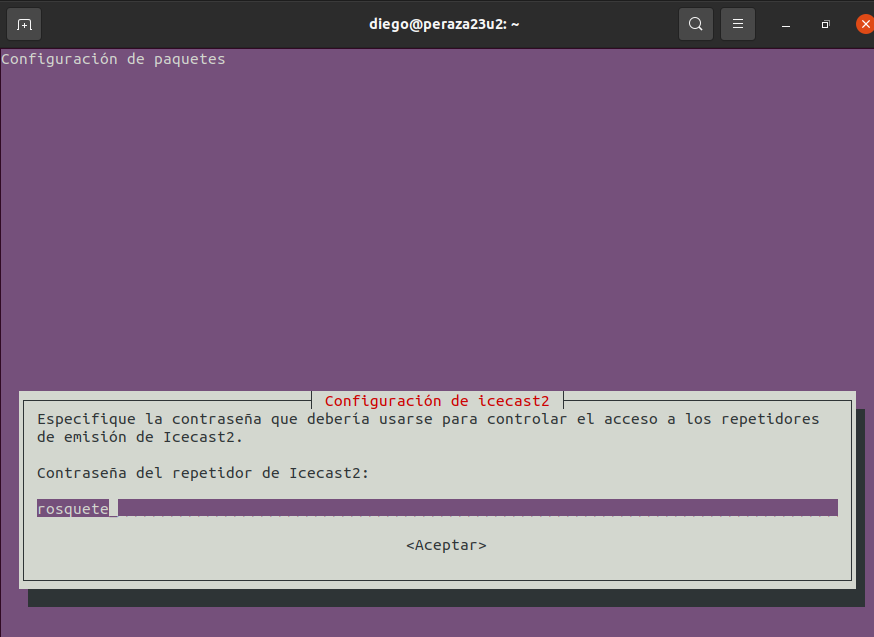 diego@peraza23u2: ~
Configuración de paquetes
Configuración de icecast2
Especifique la contraseña que debería usarse para controlar el acceso a los repetidores
de emisión de Icecast2.
Contraseña del repetidor de Icecast2:
rosquete
<Aceptar>